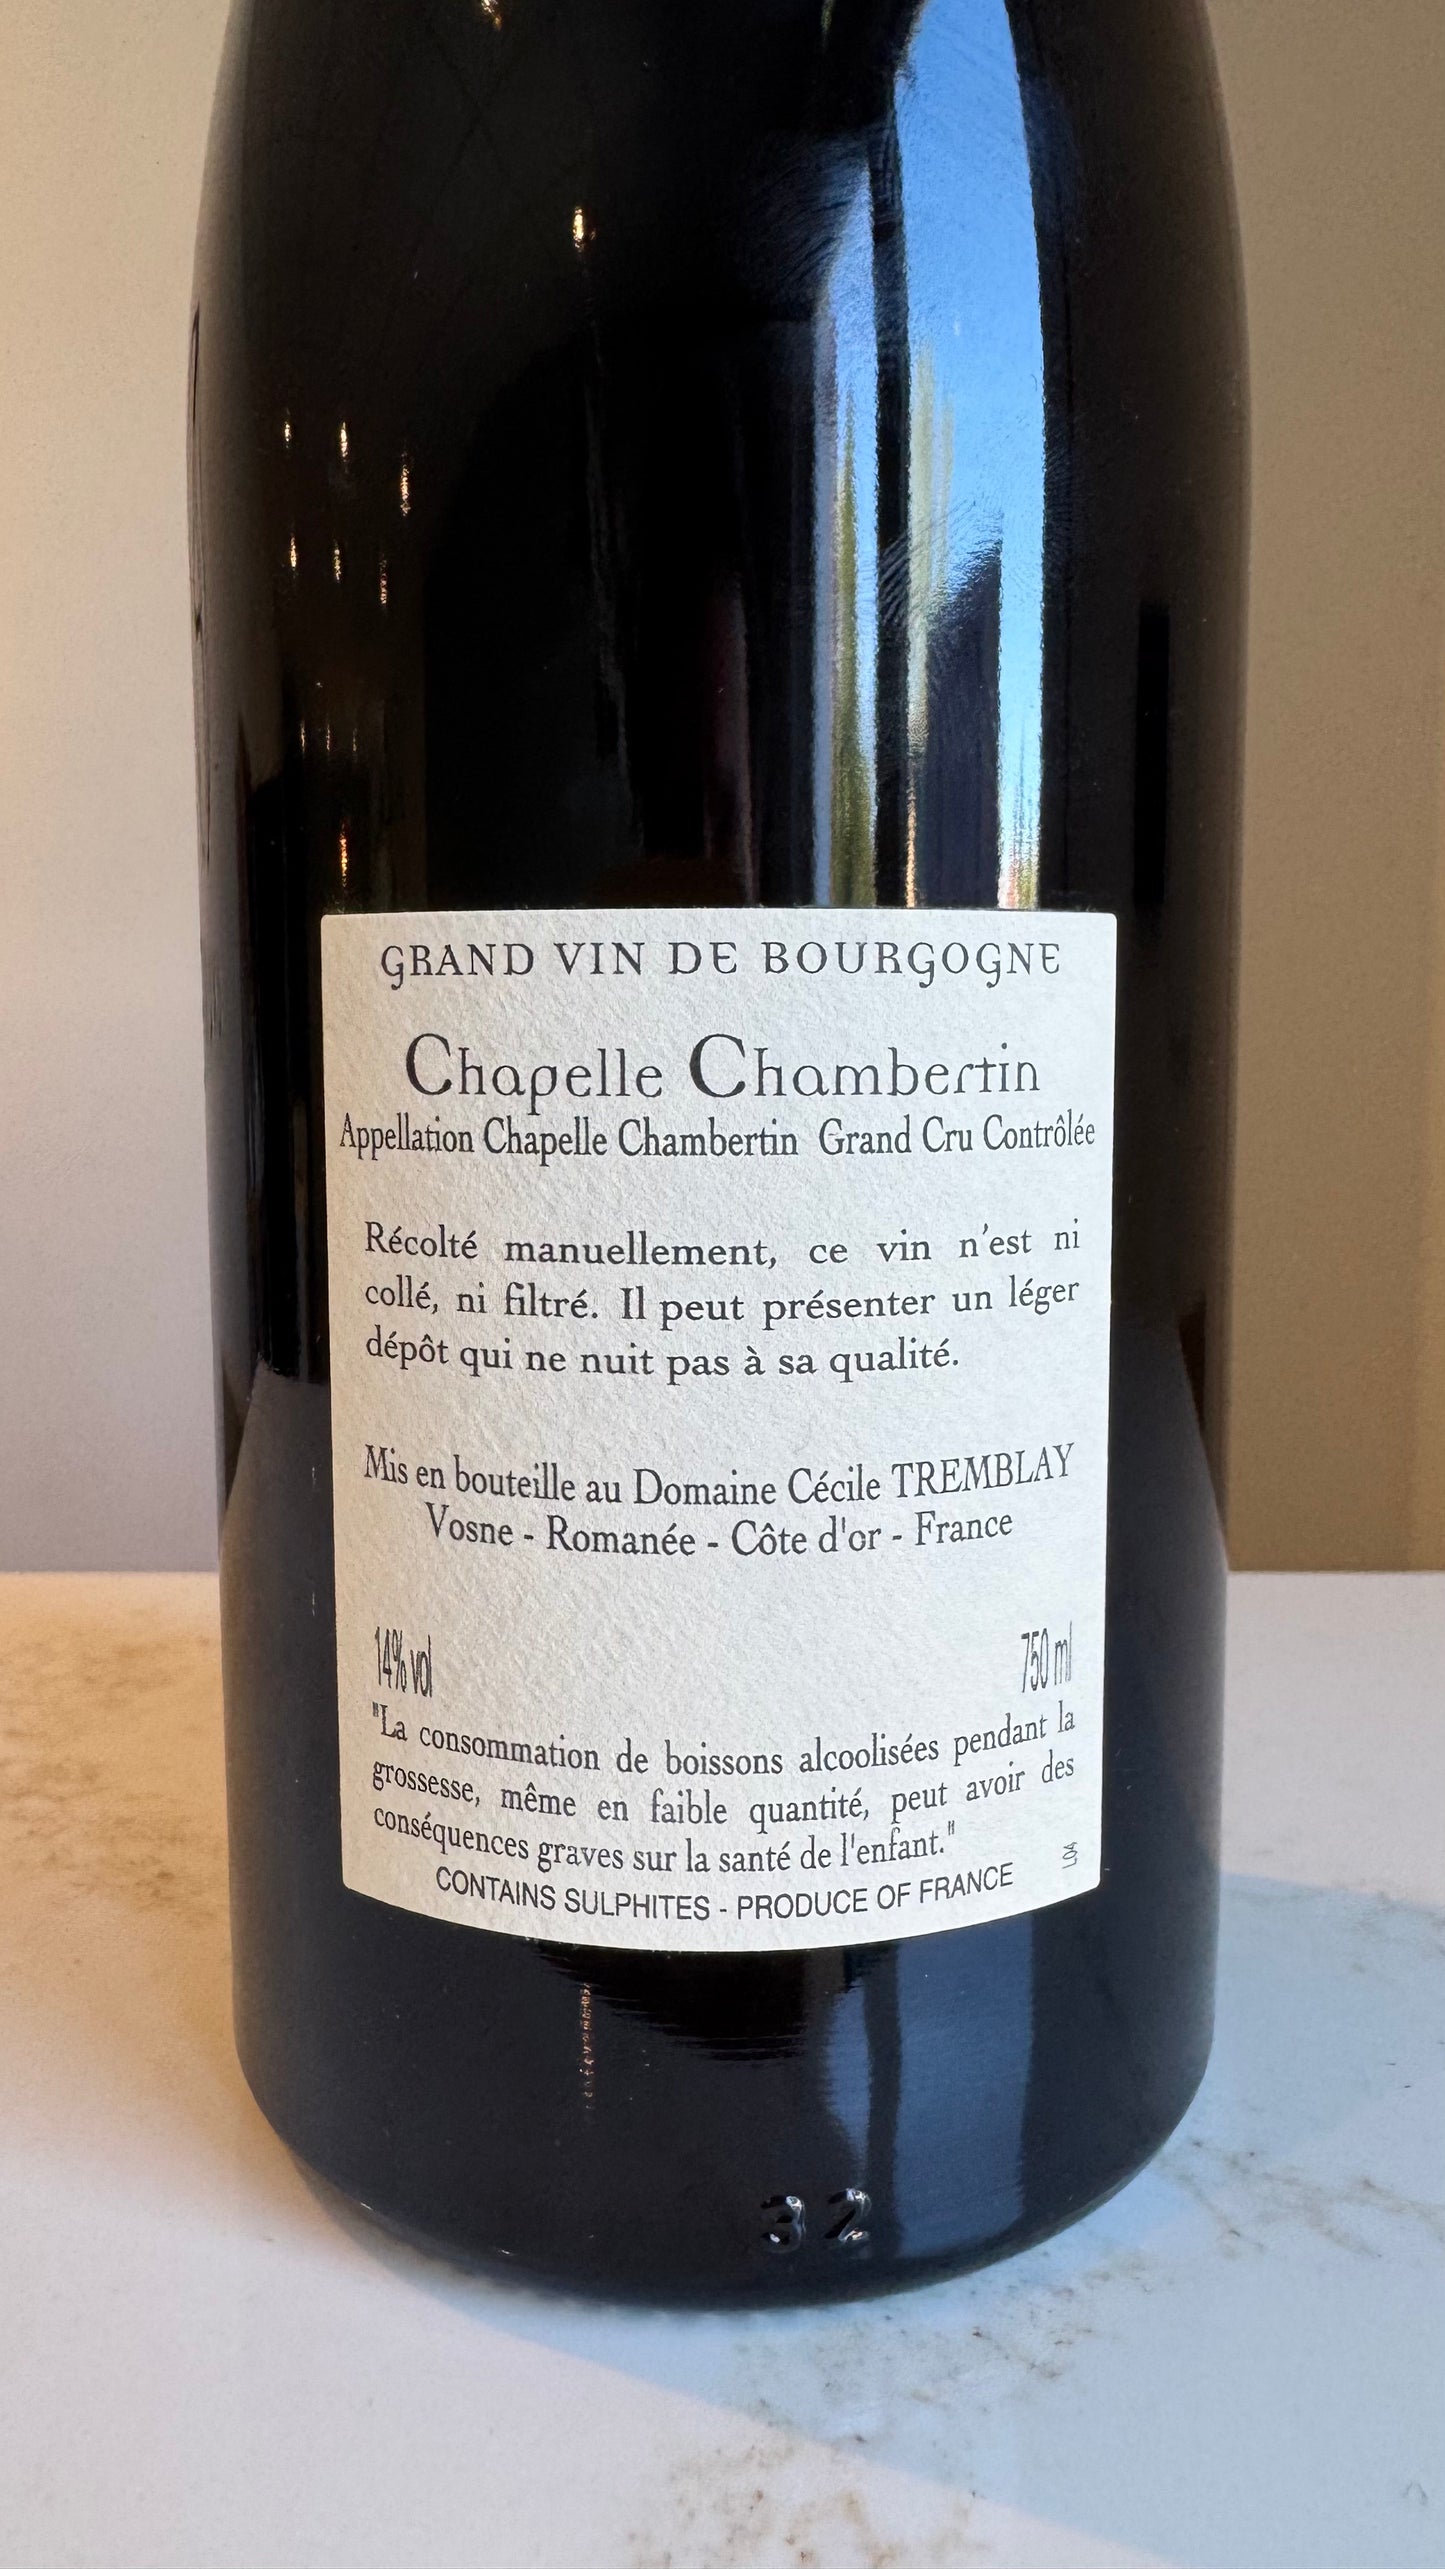 GRAND VIN DE BOURGOGNE
Chapelle Chambertin
Appellation Chapelle Chambertin Grand Cru Contrôlée
Récolté manuellement, ce vin n'est ni
collé, ni filtré. Il peut présenter un léger
dépôt qui ne nuit pas à sa qualité.
Mis en bouteille au Domaine Cécile TREMBLAY
Vosne - Romanée - Côte d'or - France
14% vol 750 ml
"La consommation de boissons alcoolisées pendant la
grossesse, même en faible quantité, peut avoir des
conséquences graves sur la santé de l'enfant."
CONTAINS SULPHITES - PRODUCE OF FRANCE
32